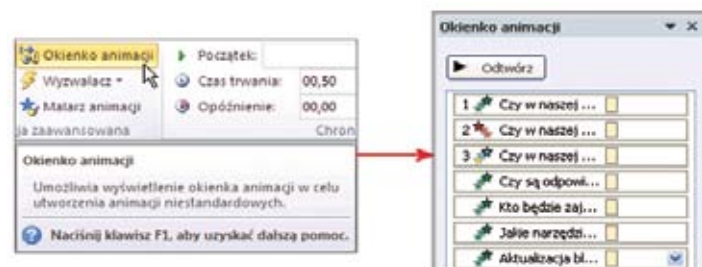 Okienko animacji
Wyzwalacz
Malarz animacji
ja zaawansowana
Początek:
Czas trwania: 00,50
Opóźnienie: 00,00
Chron
Okienko animacji
Umożliwia wyświetlenie okienka animacji w celu
utworzenia animacji niestandardowych.
Naciśnij klawisz F1, aby uzyskać dalszą pomoc.
Okienko animacji
Odtwórz
1 Czy w naszej ...
2 Czy w naszej ...
3 Czy w naszej ...
Czy są odpowi...
Kto będzie zaj...
Jakie narzędzi...
Aktualizacja bl...